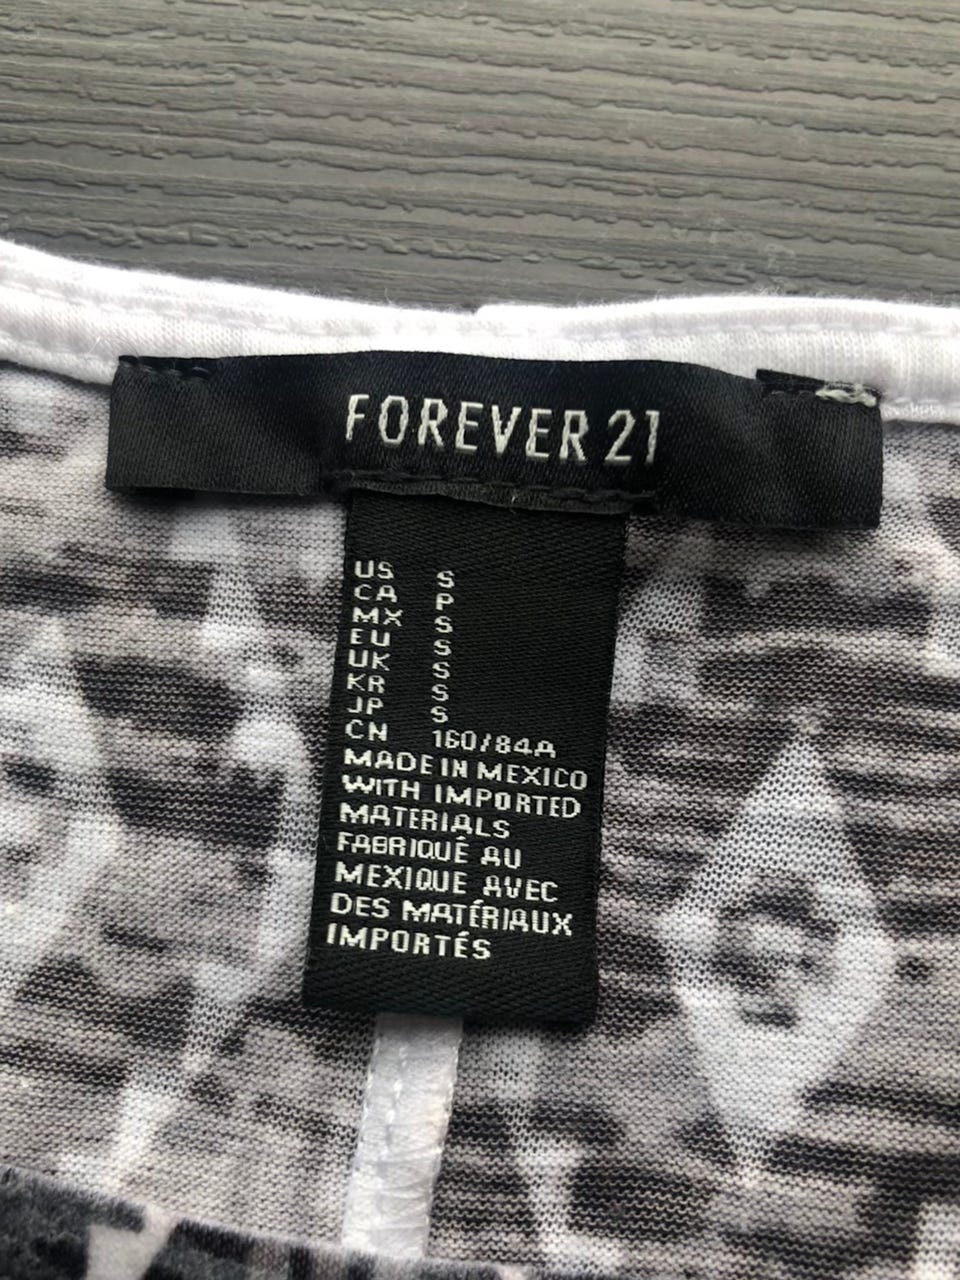 FOREVER 21
US S
CA P
MX S
EU S
UK S
KR S
JP S
CN 160/84A
MADE IN MEXICO
WITH IMPORTED
MATERIALS
FABRIQUÉ AU
MEXIQUE AVEC
DES MATÉRIAUX
IMPORTÉS